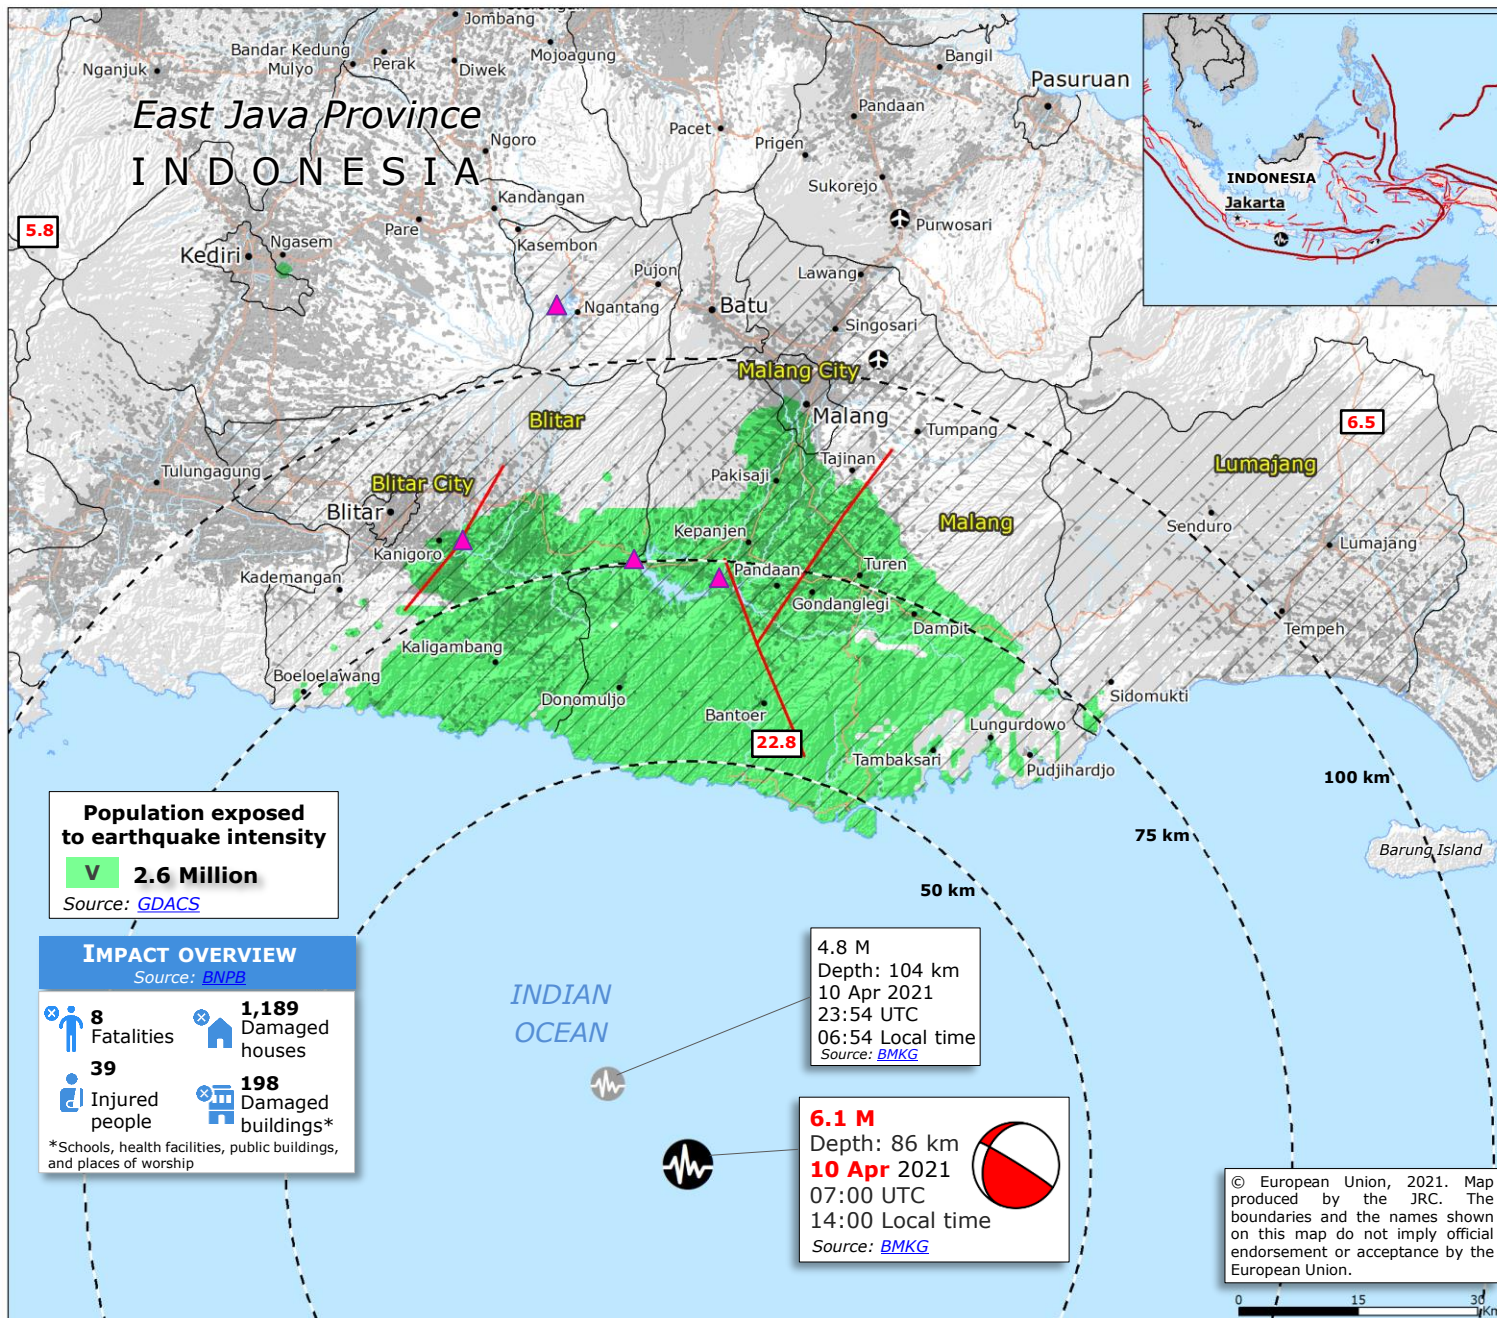 Jombang
Bandar Kedung
Mulyo
Perak
Mojoagung
Diwek
Nganjuk
Bangil
Pasuruan
East Java Province
INDONESIA
Pandaan
Pacet
Prigen
Ngoro
Sukorejo
Kandangan
Purwosari
INDONESIA
Jakarta
5.8
Pare
Kasembon
Ngasem
Kediri
Pujon
Lawang
Ngantang
Batu
Singosari
Malang City
Malang
Blitar
Tumpang
6.5
Tulungagung
Blitar City
Pakisaji
Tajinan
Lumajang
Blitar
Malang
Senduro
Kepanjen
Lumajang
Kanigoro
Kademangan
Pandaan
Turen
Gondanglegi
Dampit
Tempeh
Kaligambang
Boeloelawang
Donomuljo
Bantoer
Sidomukti
Lungurdowo
22.8
Tambaksari
Pudjihardjo
100 km
75 km
50 km
Barung Island
Population exposed
to earthquake intensity
V 2.6 Million
Source: GDACS
IMPACT OVERVIEW
Source: BNPB
8
Fatalities
1,189
Damaged
houses
39
Injured
people
198
Damaged
buildings*
*Schools, health facilities, public buildings,
and places of worship
INDIAN
OCEAN
4.8 M
Depth: 104 km
10 Apr 2021
23:54 UTC
06:54 Local time
Source: BMKG
6.1 M
Depth: 86 km
10 Apr 2021
07:00 UTC
14:00 Local time
Source: BMKG
© European Union, 2021. Map
produced by the JRC. The
boundaries and the names shown
on this map do not imply official
endorsement or acceptance by the
European Union.
0 15 30
Km